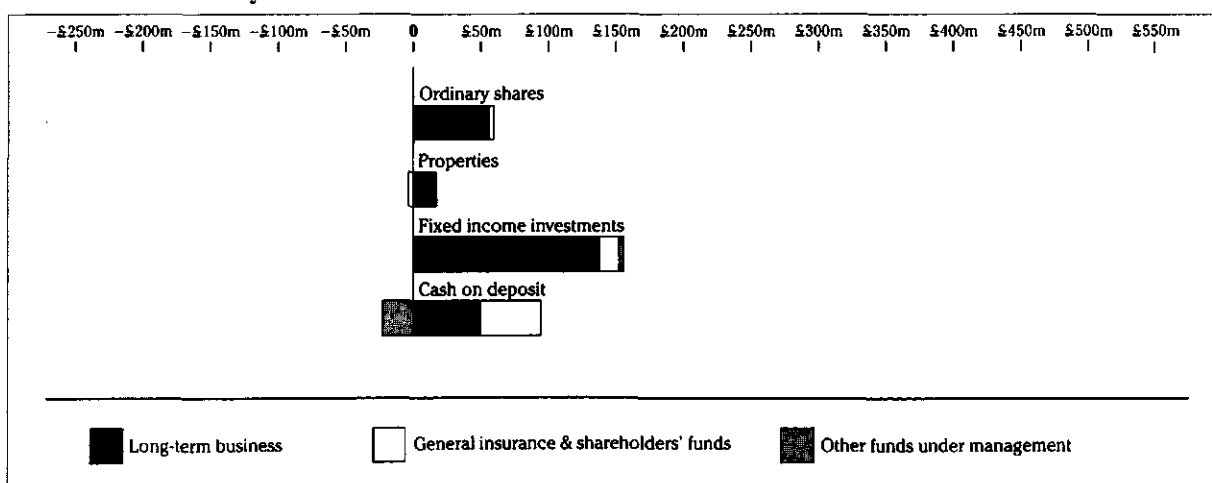 -£250m -£200m -£150m -£100m -£50m 0 £50m £100m £150m £200m £250m £300m £350m £400m £450m £500m £550m
Ordinary shares
Properties
Fixed income investments
Cash on deposit
Long-term business General insurance & shareholders' funds Other funds under management